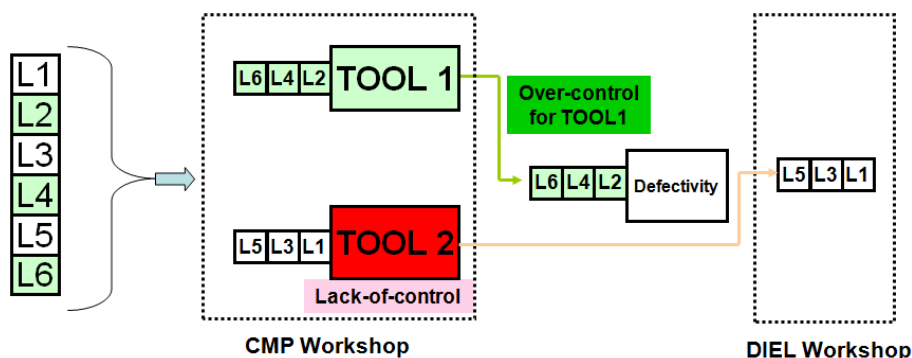 L1
L2
L3
L4
L5
L6
L6 L4 L2 TOOL 1
Over-control
for TOOL1
L6 L4 L2 Defectivity
L5 L3 L1
L5 L3 L1 TOOL 2
Lack-of-control
CMP Workshop
DIEL Workshop